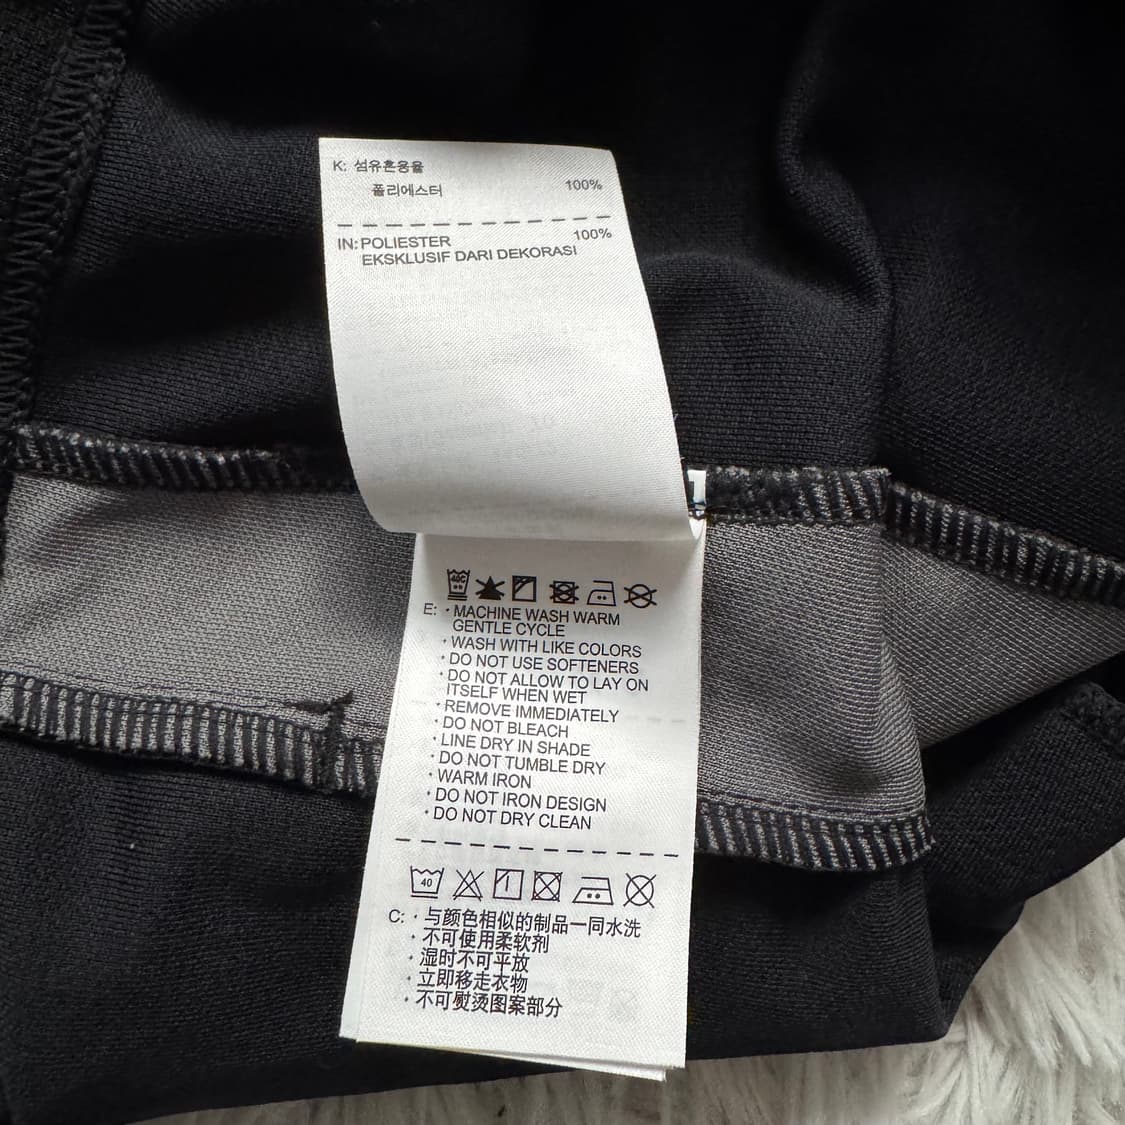 K: 섬유혼용율
폴리에스터 100%
IN: POLIESTER 100%
EKSKLUSIF DARI DEKORASI
40C
E: · MACHINE WASH WARM
GENTLE CYCLE
· WASH WITH LIKE COLORS
· DO NOT USE SOFTENERS
· DO NOT ALLOW TO LAY ON
ITSELF WHEN WET
· REMOVE IMMEDIATELY
· DO NOT BLEACH
· LINE DRY IN SHADE
· DO NOT TUMBLE DRY
· WARM IRON
· DO NOT IRON DESIGN
· DO NOT DRY CLEAN
40
C: · 与颜色相似的制品一同水洗
· 不可使用柔软剂
· 湿时不可平放
· 立即移走衣物
· 不可熨烫图案部分